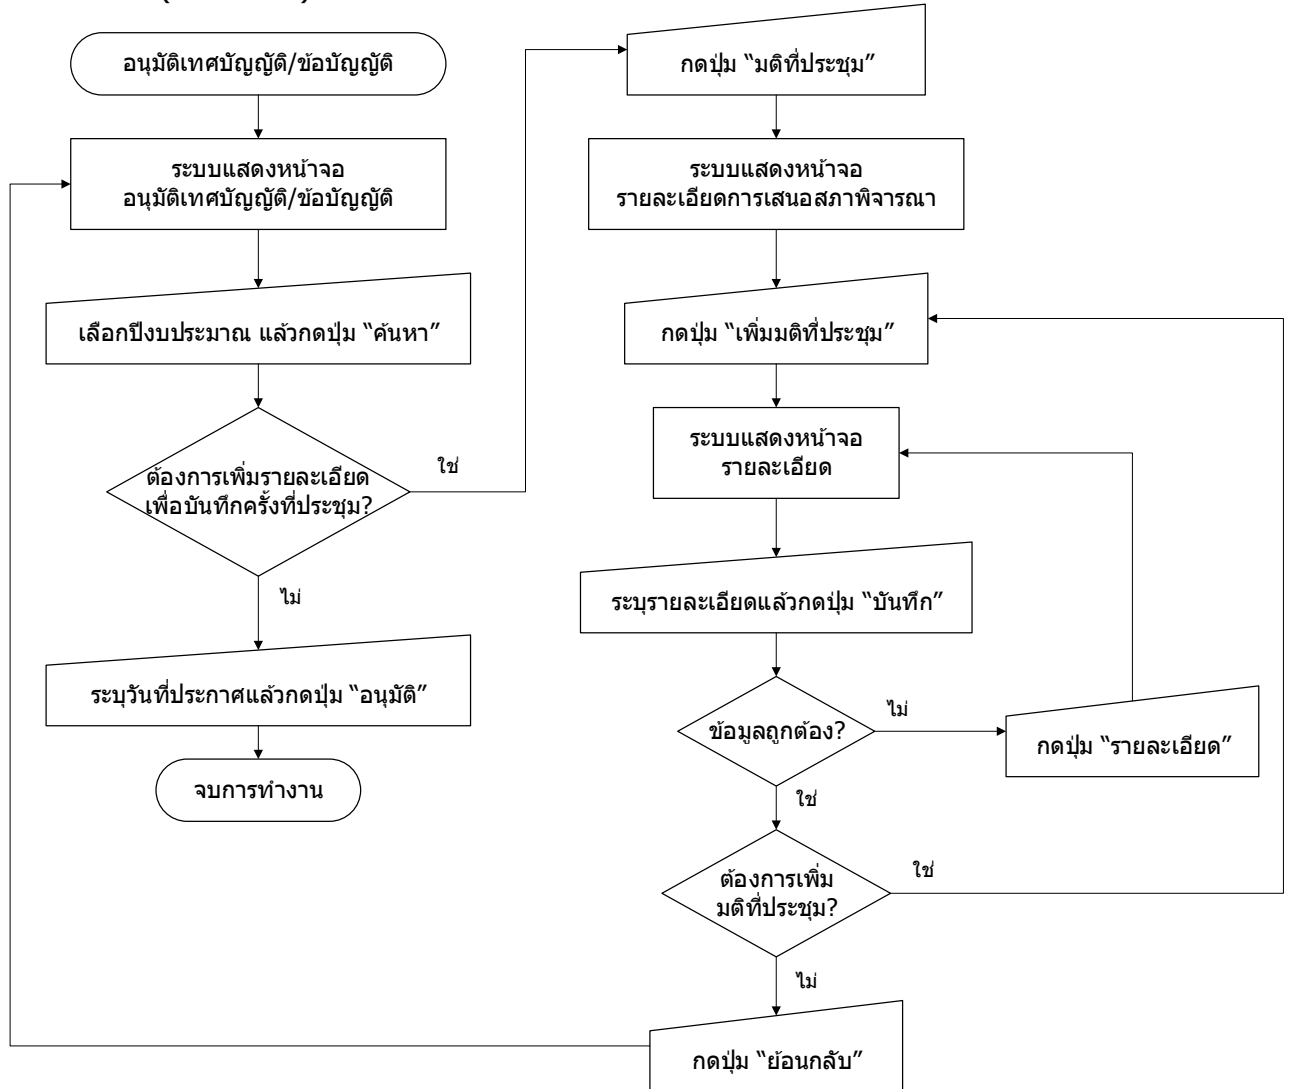 อนุมัติเทศบัญญัติ/ข้อบัญญัติ
ระบบแสดงหน้าจอ
อนุมัติเทศบัญญัติ/ข้อบัญญัติ
เลือกปีงบประมาณ แล้วกดปุ่ม “ค้นหา”
ต้องการเพิ่มรายละเอียด
เพื่อบันทึกครั้งที่ประชุม?
ใช่
ไม่
ระบุวันที่ประกาศแล้วกดปุ่ม “อนุมัติ”
จบการทำงาน
กดปุ่ม “มติที่ประชุม”
ระบบแสดงหน้าจอ
รายละเอียดการเสนอสภาพิจารณา
กดปุ่ม “เพิ่มมติที่ประชุม”
ระบบแสดงหน้าจอ
รายละเอียด
ระบุรายละเอียดแล้วกดปุ่ม “บันทึก”
ข้อมูลถูกต้อง?
ไม่
กดปุ่ม “รายละเอียด”
ใช่
ต้องการเพิ่ม
มติที่ประชุม?
ใช่
ไม่
กดปุ่ม “ย้อนกลับ”